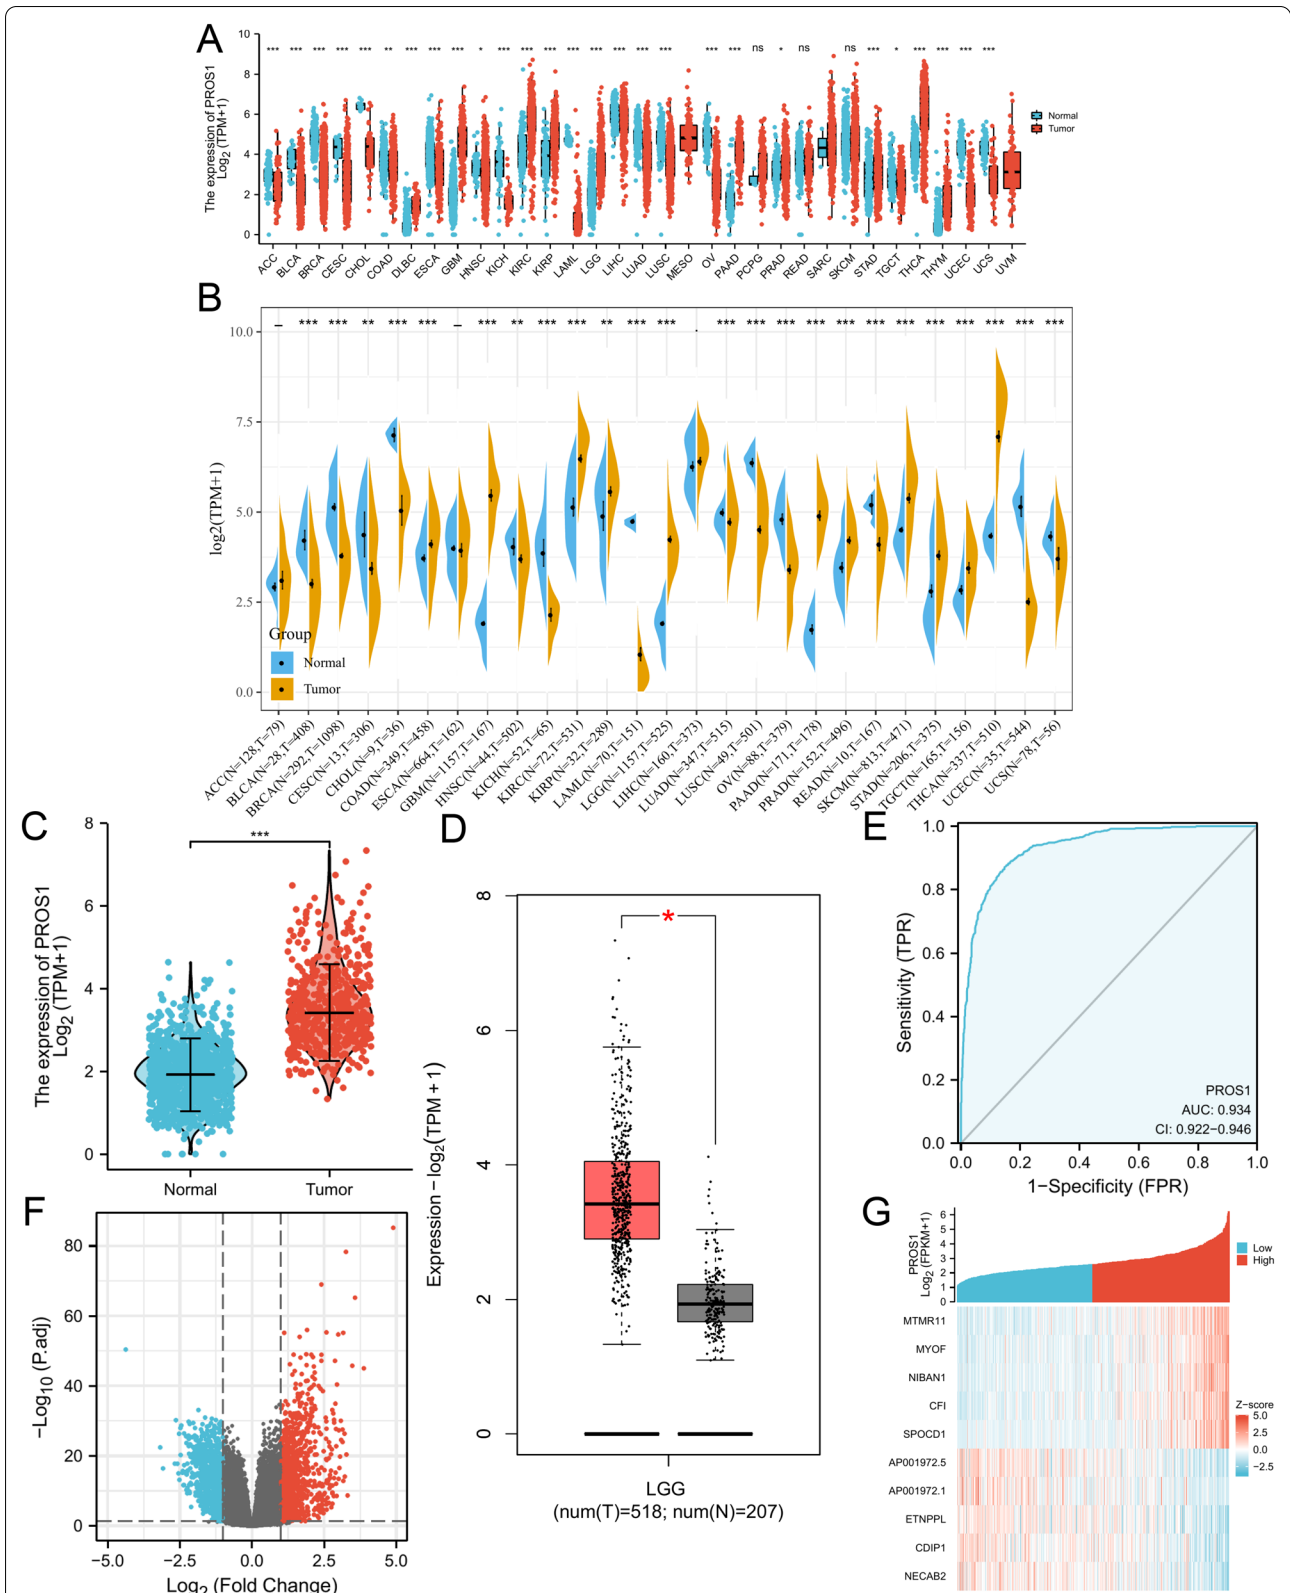 A
The expression of PROS1
Log2 (TPM+1)
10
8
6
4
2
0
*** *** *** *** *** ** *** *** *** * *** *** *** *** *** *** *** *** *** *** ns * ns ns *** * *** *** *** ***
Normal
Tumor
ACC BLCA BRCA CESC CHOL COAD DLBC ESCA GBM HNSC KICH KIRC KIRP LAML LGG LIHC LUAD LUSC MESO OV PAAD PCPG PRAD READ SARC SKCM STAD TGCT THCA THYM UCEC UCS UVM
B
log2(TPM+1)
10.0
7.5
5.0
2.5
0.0
– *** *** ** *** *** – *** ** *** *** ** *** *** . *** *** *** *** *** *** *** *** *** *** *** ***
Group
Normal
Tumor
ACC(N=128,T=79)
BLCA(N=28,T=408)
BRCA(N=292,T=1098)
CESC(N=13,T=306)
CHOL(N=9,T=36)
COAD(N=349,T=458)
ESCA(N=664,T=162)
GBM(N=1157,T=167)
HNSC(N=44,T=502)
KICH(N=52,T=65)
KIRC(N=72,T=531)
KIRP(N=32,T=289)
LAML(N=70,T=151)
LGG(N=1157,T=525)
LIHC(N=160,T=373)
LUAD(N=347,T=515)
LUSC(N=49,T=501)
OV(N=88,T=379)
PAAD(N=171,T=178)
PRAD(N=152,T=496)
READ(N=10,T=167)
SKCM(N=813,T=471)
STAD(N=206,T=375)
TGCT(N=165,T=156)
THCA(N=337,T=510)
UCEC(N=35,T=544)
UCS(N=78,T=56)
C
The expression of PROS1
Log2 (TPM+1)
8
6
4
2
0
***
Normal Tumor
D
Expression − log2(TPM + 1)
8
6
4
2
0
*
LGG
(num(T)=518; num(N)=207)
E
Sensitivity (TPR)
1.0
0.8
0.6
0.4
0.2
0.0
PROS1
AUC: 0.934
CI: 0.922−0.946
0.0 0.2 0.4 0.6 0.8 1.0
1−Specificity (FPR)
F
−Log10 (P.adj)
80
60
40
20
0
−5.0 −2.5 0.0 2.5 5.0
Log2 (Fold Change)
G
PROS1
Log2 (FPKM+1)
6
5
4
3
2
1
0
Low
High
MTMR11
MYOF
NIBAN1
CFI
SPOCD1
AP001972.5
AP001972.1
ETNPPL
CDIP1
NECAB2
Z−score
5.0
2.5
0.0
−2.5